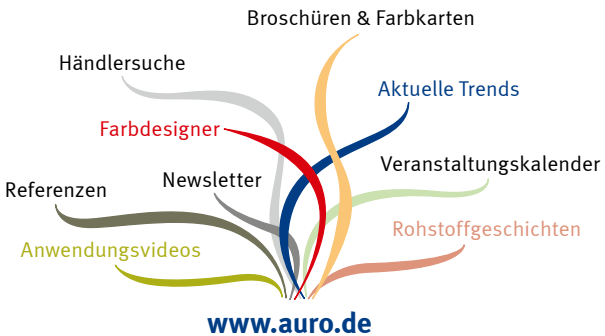 Broschüren & Farbkarten
Händlersuche
Aktuelle Trends
Farbdesigner
Veranstaltungskalender
Newsletter
Referenzen
Rohstoffgeschichten
Anwendungsvideos
www.auro.de